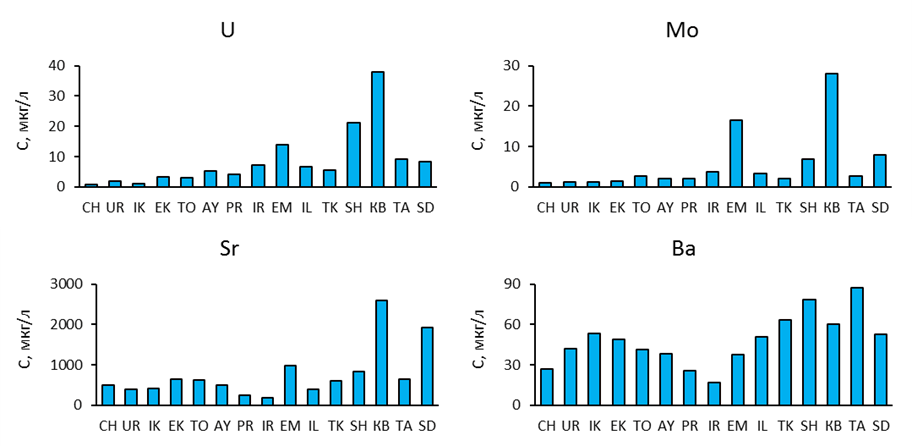 U
С, мкг/л
40
30
20
10
0
CH UR IK EK TO AY PR IR EM IL TK SH KB TA SD
Mo
С, мкг/л
30
20
10
0
CH UR IK EK TO AY PR IR EM IL TK SH KB TA SD
Sr
С, мкг/л
3000
2000
1000
0
CH UR IK EK TO AY PR IR EM IL TK SH KB TA SD
Ba
С, мкг/л
90
60
30
0
CH UR IK EK TO AY PR IR EM IL TK SH KB TA SD